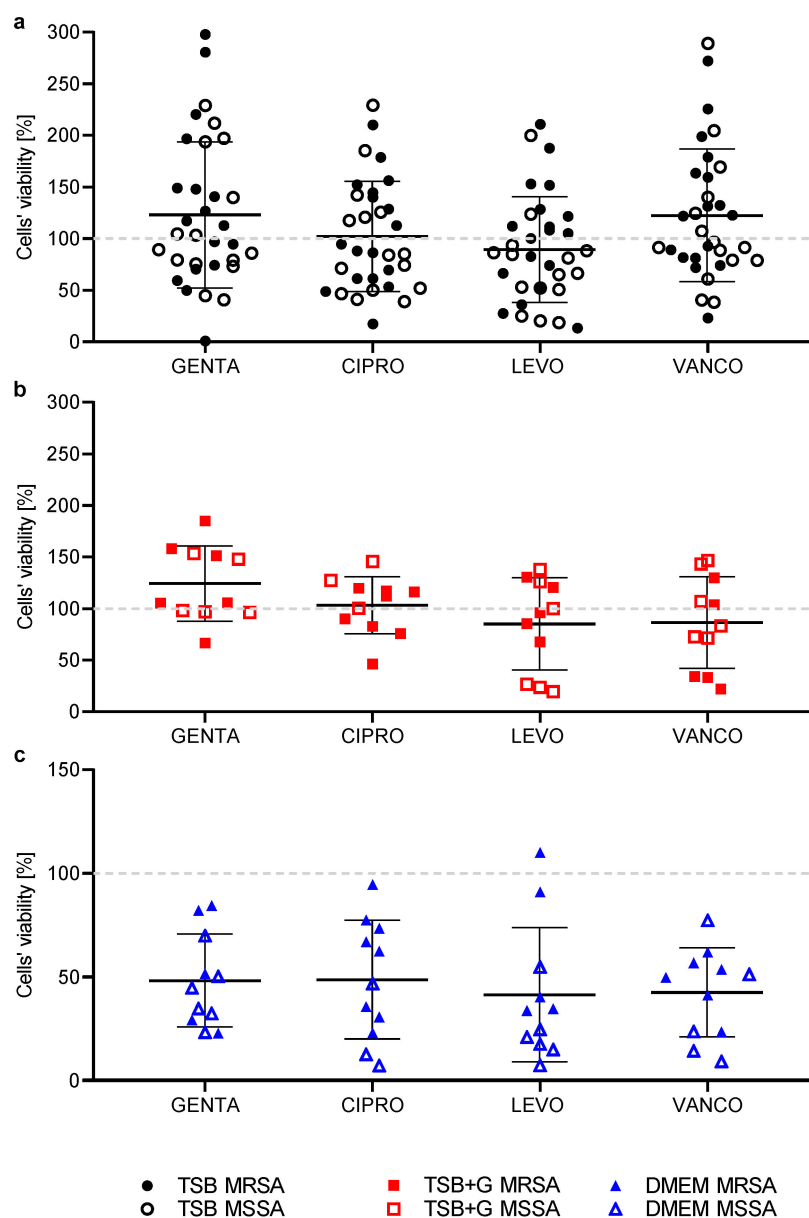 a
300
250
200
150
100
50
0
Cells' viability [%]
GENTA CIPRO LEVO VANCO
b
300
250
200
150
100
50
0
Cells' viability [%]
GENTA CIPRO LEVO VANCO
c
150
100
50
0
Cells' viability [%]
GENTA CIPRO LEVO VANCO
TSB MRSA TSB+G MRSA DMEM MRSA
TSB MSSA TSB+G MSSA DMEM MSSA